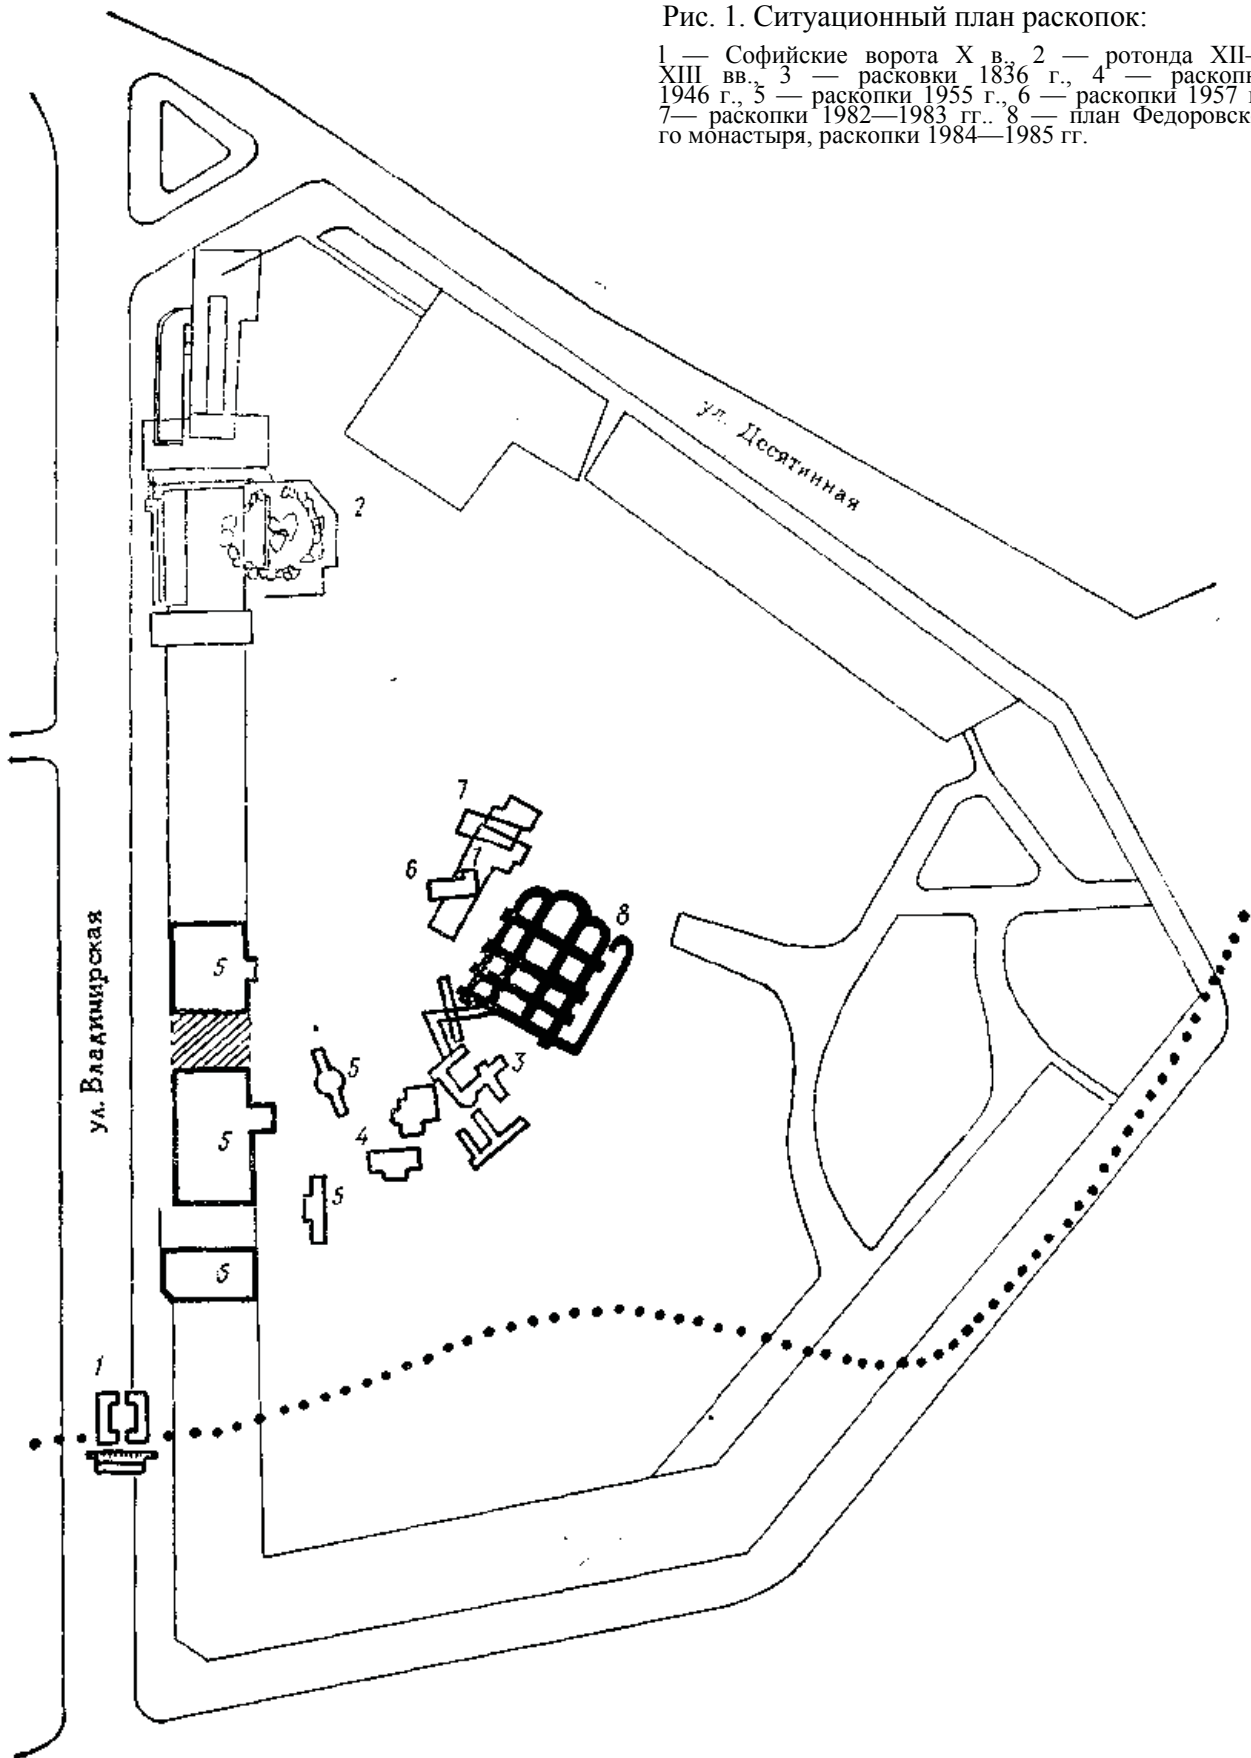 Рис. 1. Ситуационный план раскопок:
1 — Софийские ворота X в., 2 — ротонда XII—
XIII вв., 3 — расковки 1836 г., 4 — раскопк
1946 г., 5 — раскопки 1955 г., 6 — раскопки 1957 г
7— раскопки 1982—1983 гг.. 8 — план Федоровск
го монастыря, раскопки 1984—1985 гг.
ул. Десятинная
2
7
6
8
5
ул. Владимирская
3
5
5
4
5
6
1